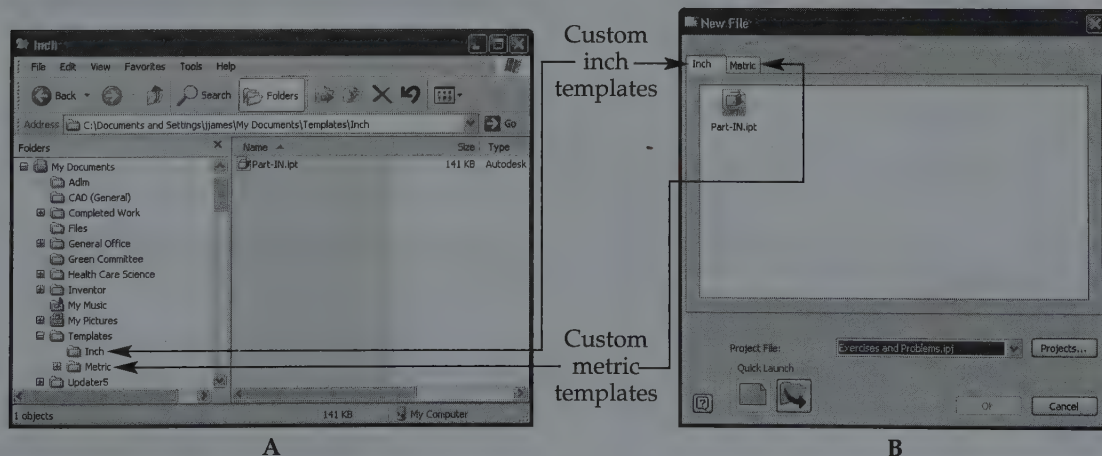 Inch
File Edit View Favorites Tools Help
Back Search Folders
Address C:\Documents and Settings\jjames\My Documents\Templates\Inch Go
Folders Name Size Type
My Documents Part-IN.ipt 141 KB Autodesk
Adlm
CAD (General)
Completed Work
Files
General Office
Green Committee
Health Care Science
Inventor
My Music
My Pictures
Templates
Inch
Metric
Updater5
1 objects 141 KB My Computer
A
Custom
inch
templates
Custom
metric
templates
New File
Inch Metric
Part-IN.ipt
Project File: Exercises and Problems.ipj Projects...
Quick Launch
OK Cancel
B